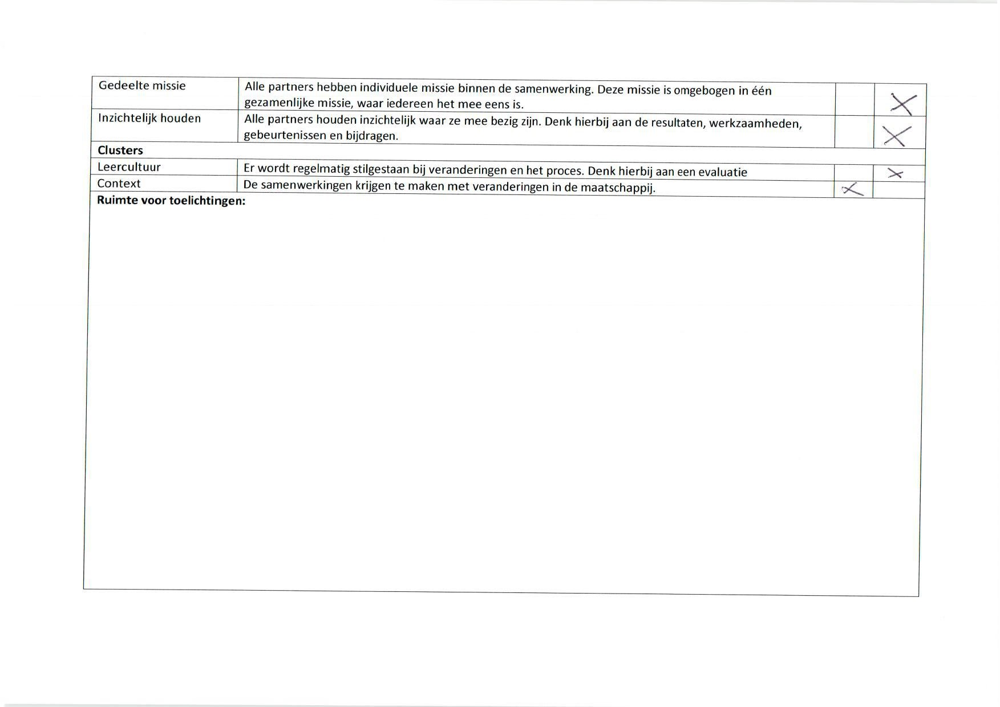 Gedeelte missie
Alle partners hebben individuele missie binnen de samenwerking. Deze missie is omgebogen in één
gezamenlijke missie, waar iedereen het mee eens is.
X
Inzichtelijk houden
Alle partners houden inzichtelijk waar ze mee bezig zijn. Denk hierbij aan de resultaten, werkzaamheden,
gebeurtenissen en bijdragen.
X
Clusters
Leercultuur
Er wordt regelmatig stilgestaan bij veranderingen en het proces. Denk hierbij aan een evaluatie
X
Context
De samenwerkingen krijgen te maken met veranderingen in de maatschappij.
X
Ruimte voor toelichtingen: